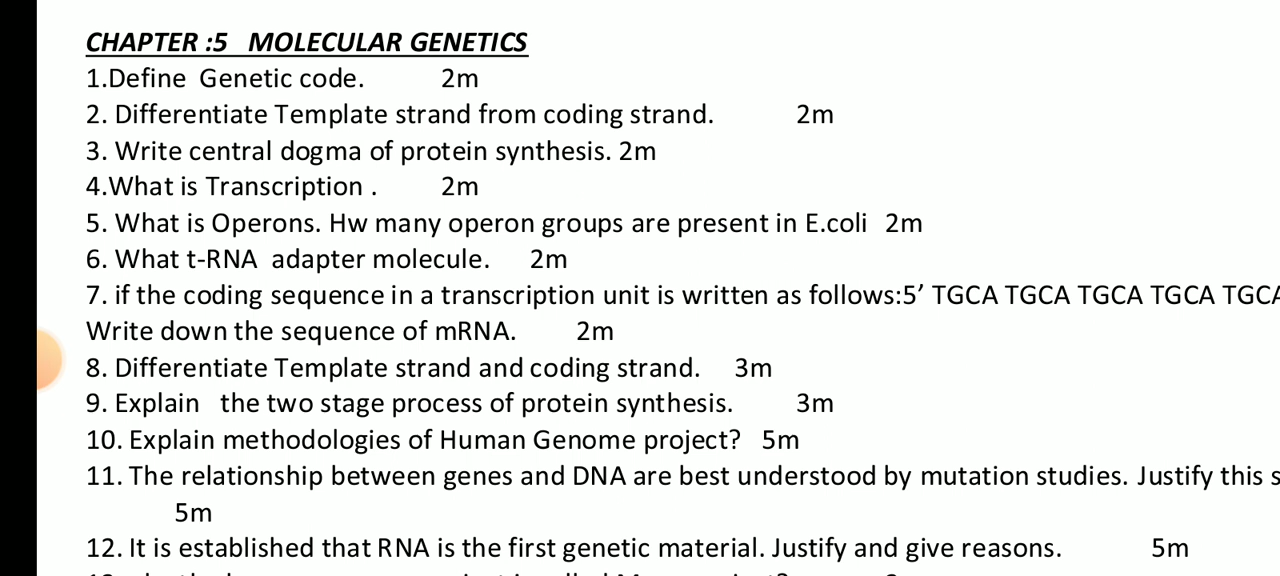 CHAPTER :5 MOLECULAR GENETICS
1.Define Genetic code. 2m
2. Differentiate Template strand from coding strand. 2m
3. Write central dogma of protein synthesis. 2m
4.What is Transcription . 2m
5. What is Operons. Hw many operon groups are present in E.coli 2m
6. What t-RNA adapter molecule. 2m
7. if the coding sequence in a transcription unit is written as follows:5’ TGCA TGCA TGCA TGCA TGCA
Write down the sequence of mRNA. 2m
8. Differentiate Template strand and coding strand. 3m
9. Explain the two stage process of protein synthesis. 3m
10. Explain methodologies of Human Genome project? 5m
11. The relationship between genes and DNA are best understood by mutation studies. Justify this s
5m
12. It is established that RNA is the first genetic material. Justify and give reasons. 5m